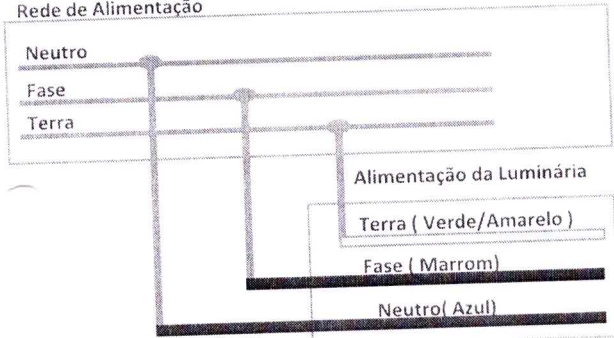 Rede de Alimentação
Neutro
Fase
Terra
Alimentação da Luminária
Terra ( Verde/Amarelo )
Fase ( Marrom)
Neutro( Azul)